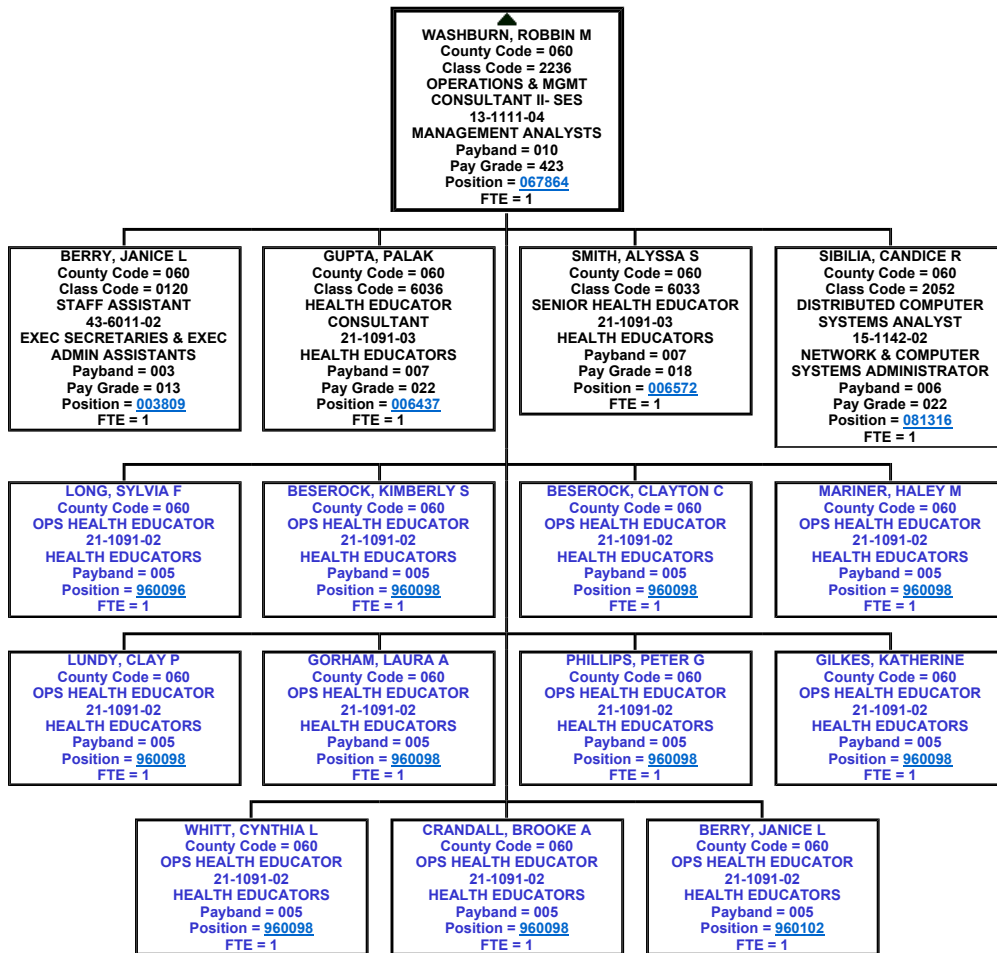 WASHBURN, ROBBIN M
County Code = 060
Class Code = 2236
OPERATIONS & MGMT
CONSULTANT II- SES
13-1111-04
MANAGEMENT ANALYSTS
Payband = 010
Pay Grade = 423
Position = 067864
FTE = 1
BERRY, JANICE L
County Code = 060
Class Code = 0120
STAFF ASSISTANT
43-6011-02
EXEC SECRETARIES & EXEC
ADMIN ASSISTANTS
Payband = 003
Pay Grade = 013
Position = 003809
FTE = 1
GUPTA, PALAK
County Code = 060
Class Code = 6036
HEALTH EDUCATOR
CONSULTANT
21-1091-03
HEALTH EDUCATORS
Payband = 007
Pay Grade = 022
Position = 006437
FTE = 1
SMITH, ALYSSA S
County Code = 060
Class Code = 6033
SENIOR HEALTH EDUCATOR
21-1091-03
HEALTH EDUCATORS
Payband = 007
Pay Grade = 018
Position = 006572
FTE = 1
SIBILIA, CANDICE R
County Code = 060
Class Code = 2052
DISTRIBUTED COMPUTER
SYSTEMS ANALYST
15-1142-02
NETWORK & COMPUTER
SYSTEMS ADMINISTRATOR
Payband = 006
Pay Grade = 022
Position = 081316
FTE = 1
LONG, SYLVIA F
County Code = 060
OPS HEALTH EDUCATOR
21-1091-02
HEALTH EDUCATORS
Payband = 005
Position = 960096
FTE = 1
BESEROCK, KIMBERLY S
County Code = 060
OPS HEALTH EDUCATOR
21-1091-02
HEALTH EDUCATORS
Payband = 005
Position = 960098
FTE = 1
BESEROCK, CLAYTON C
County Code = 060
OPS HEALTH EDUCATOR
21-1091-02
HEALTH EDUCATORS
Payband = 005
Position = 960098
FTE = 1
MARINER, HALEY M
County Code = 060
OPS HEALTH EDUCATOR
21-1091-02
HEALTH EDUCATORS
Payband = 005
Position = 960098
FTE = 1
LUNDY, CLAY P
County Code = 060
OPS HEALTH EDUCATOR
21-1091-02
HEALTH EDUCATORS
Payband = 005
Position = 960098
FTE = 1
GORHAM, LAURA A
County Code = 060
OPS HEALTH EDUCATOR
21-1091-02
HEALTH EDUCATORS
Payband = 005
Position = 960098
FTE = 1
PHILLIPS, PETER G
County Code = 060
OPS HEALTH EDUCATOR
21-1091-02
HEALTH EDUCATORS
Payband = 005
Position = 960098
FTE = 1
GILKES, KATHERINE
County Code = 060
OPS HEALTH EDUCATOR
21-1091-02
HEALTH EDUCATORS
Payband = 005
Position = 960098
FTE = 1
WHITT, CYNTHIA L
County Code = 060
OPS HEALTH EDUCATOR
21-1091-02
HEALTH EDUCATORS
Payband = 005
Position = 960098
FTE = 1
CRANDALL, BROOKE A
County Code = 060
OPS HEALTH EDUCATOR
21-1091-02
HEALTH EDUCATORS
Payband = 005
Position = 960098
FTE = 1
BERRY, JANICE L
County Code = 060
OPS HEALTH EDUCATOR
21-1091-02
HEALTH EDUCATORS
Payband = 005
Position = 960102
FTE = 1